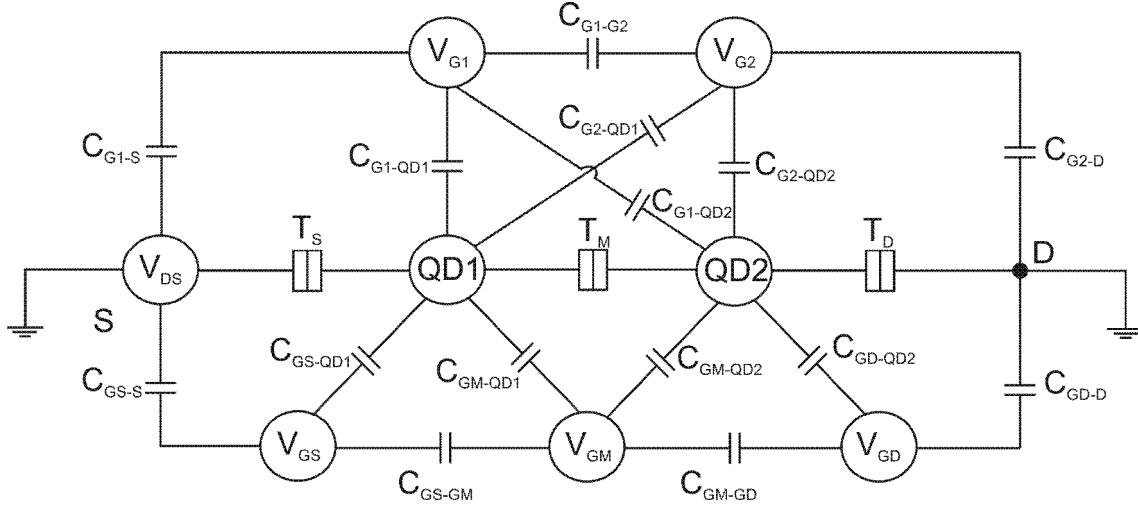 C_G1-G2
V_G1
V_G2
C_G2-QD1
C_G1-S
C_G1-QD1
C_G2-QD2
C_G2-D
C_G1-QD2
T_S
T_M
T_D
D
V_DS
QD1
QD2
S
C_GS-QD1
C_GM-QD1
C_GM-QD2
C_GD-QD2
C_GS-S
C_GD-D
V_GS
V_GM
V_GD
C_GS-GM
C_GM-GD